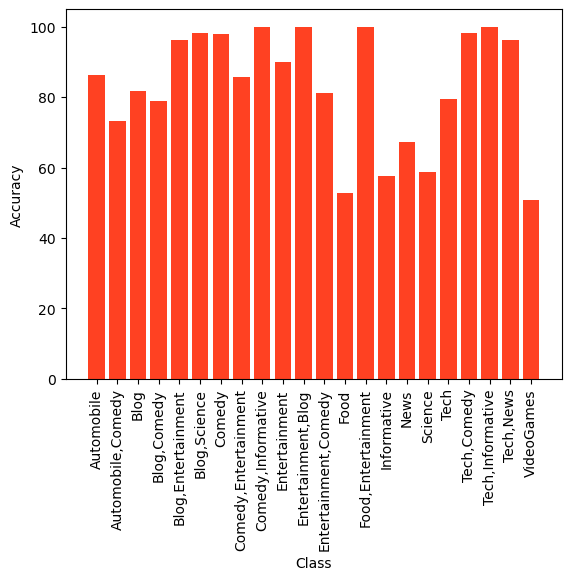 100
80
60
40
20
0
Accuracy
Automobile
Automobile,Comedy
Blog
Blog,Comedy
Blog,Entertainment
Blog,Science
Comedy
Comedy,Entertainment
Comedy,Informative
Entertainment
Entertainment,Blog
Entertainment,Comedy
Food
Food,Entertainment
Informative
News
Science
Tech
Tech,Comedy
Tech,Informative
Tech,News
VideoGames
Class